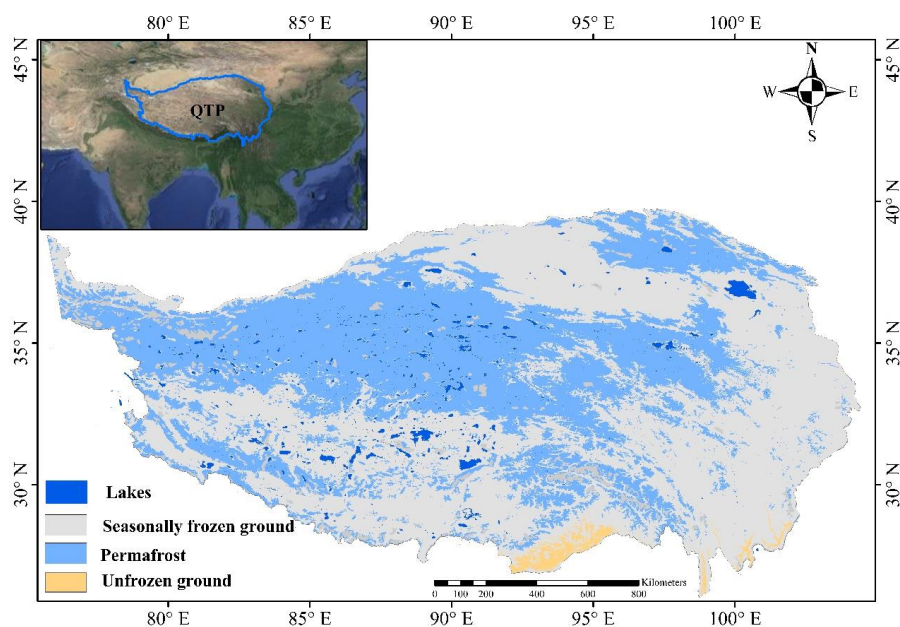 80° E 85° E 90° E 95° E 100° E
45° N
45° N
N
W E
S
QTP
40° N
40° N
35° N
35° N
30° N
30° N
Lakes
Seasonally frozen ground
Permafrost
Unfrozen ground
Kilometers
0 100 200 400 600 800
80° E 85° E 90° E 95° E 100° E